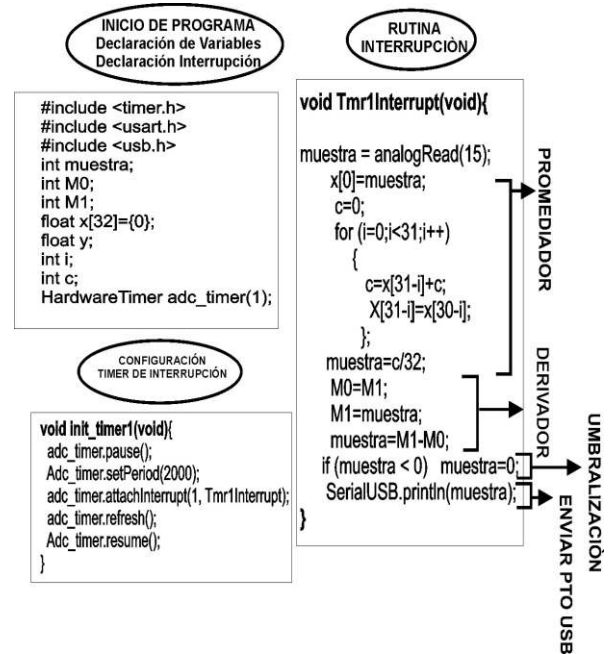 INICIO DE PROGRAMA
Declaración de Variables
Declaración Interrupción
#include <timer.h>
#include <usart.h>
#include <usb.h>
int muestra;
int M0;
int M1;
float x[32]={0};
float y;
int i;
int c;
HardwareTimer adc_timer(1);
CONFIGURACIÓN
TIMER DE INTERRUPCIÓN
void init_timer1(void){
adc_timer.pause();
Adc_timer.setPeriod(2000);
adc_timer.attachInterrupt(1, Tmr1Interrupt);
adc_timer.refresh();
Adc_timer.resume();
}
RUTINA
INTERRUPCIÒN
void Tmr1Interrupt(void){
muestra = analogRead(15);
x[0]=muestra;
c=0;
for (i=0;i<31;i++)
{
c=x[31-i]+c;
X[31-i]=x[30-i];
};
muestra=c/32;
M0=M1;
M1=muestra;
muestra=M1-M0;
if (muestra < 0) muestra=0;
SerialUSB.println(muestra);
}
PROMEDIADOR
DERIVADOR
UMBRALIZACIÒN
ENVIAR PTO USB